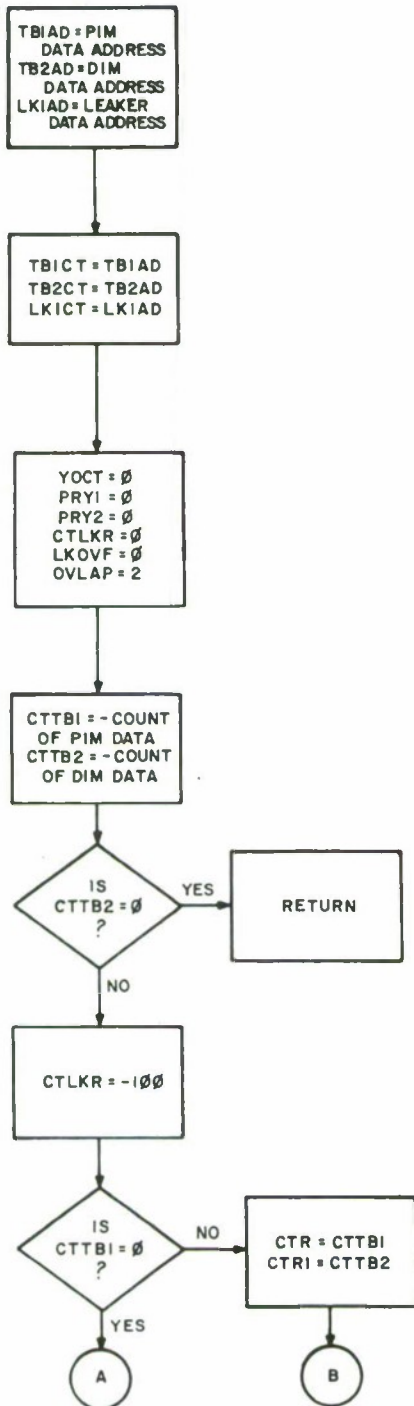 TB1AD = PIM
DATA ADDRESS
TB2AD = DIM
DATA ADDRESS
LK1AD = LEAKER
DATA ADDRESS
TB1CT = TB1AD
TB2CT = TB2AD
LK1CT = LK1AD
YOCT = Ø
PRY1 = Ø
PRY2 = Ø
CTLKR = Ø
LKOVF = Ø
OVLAP = 2
CTTB1 = - COUNT
OF PIM DATA
CTTB2 = - COUNT
OF DIM DATA
IS
CTTB2 = Ø
?
YES
RETURN
NO
CTLKR = -1ØØ
IS
CTTB1 = Ø
?
NO
CTR = CTTB1
CTR1 = CTTB2
YES
A
B